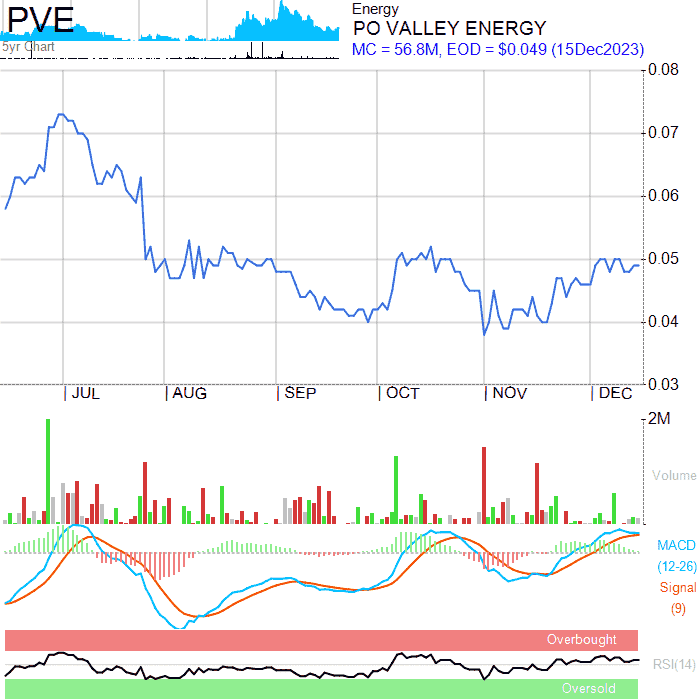 PVE
5yr Chart
Energy
PO VALLEY ENERGY
MC = 56.8M, EOD = $0.049 (15Dec2023)
0.08
0.07
0.06
0.05
0.04
0.03
JUL AUG SEP OCT NOV DEC
2M
Volume
MACD
(12-26)
Signal
(9)
Overbought
RSI(14)
Oversold